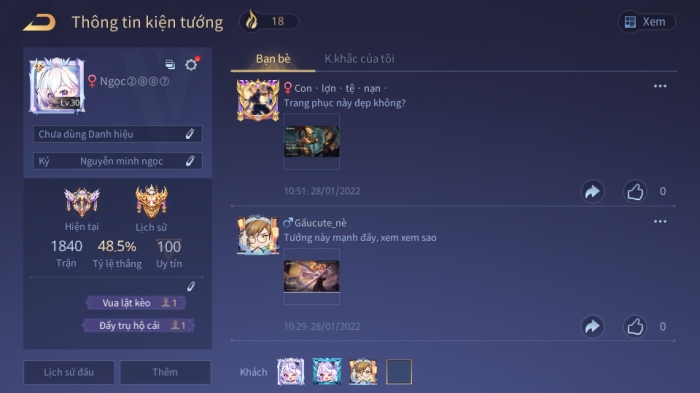 Thông tin kiện tướng
18
Xem
Ngọc②⓪⓪⑦
Lv.30
Chưa dùng Danh hiệu
Ký Nguyễn minh ngọc
Hiện tại Lịch sử
1840 48.5% 100
Trận Tỷ lệ thắng Uy tín
Vua lật kèo 1
Đẩy trụ hộ cái 1
Lịch sử đấu Thêm
Bạn bè K.khắc của tôi
Con · lợn · tệ · nạn ·
Trang phục này đẹp không?
10:51: 28/01/2022
0
Gấucute_nè
Tướng này mạnh đấy, xem xem sao
10:29: 28/01/2022
0
Khách